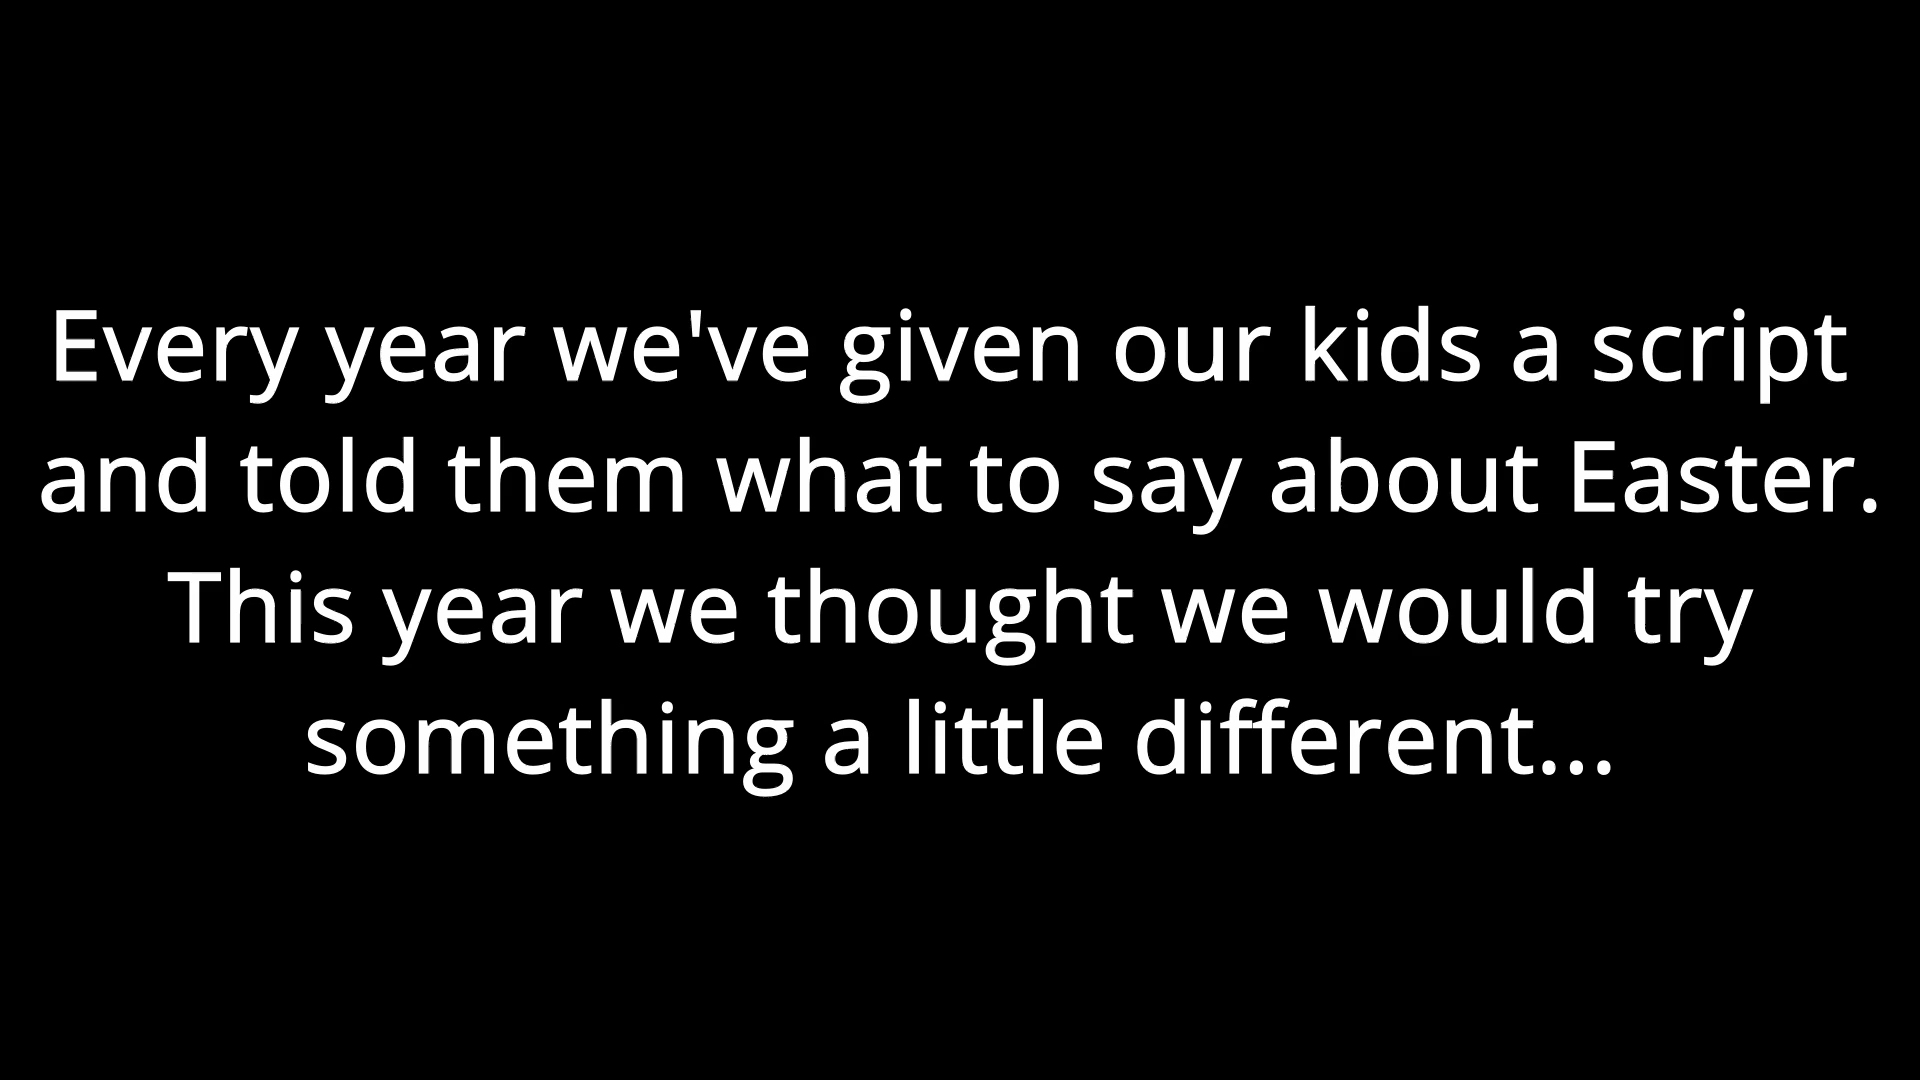 Every year we've given our kids a script
and told them what to say about Easter.
This year we thought we would try
something a little different...